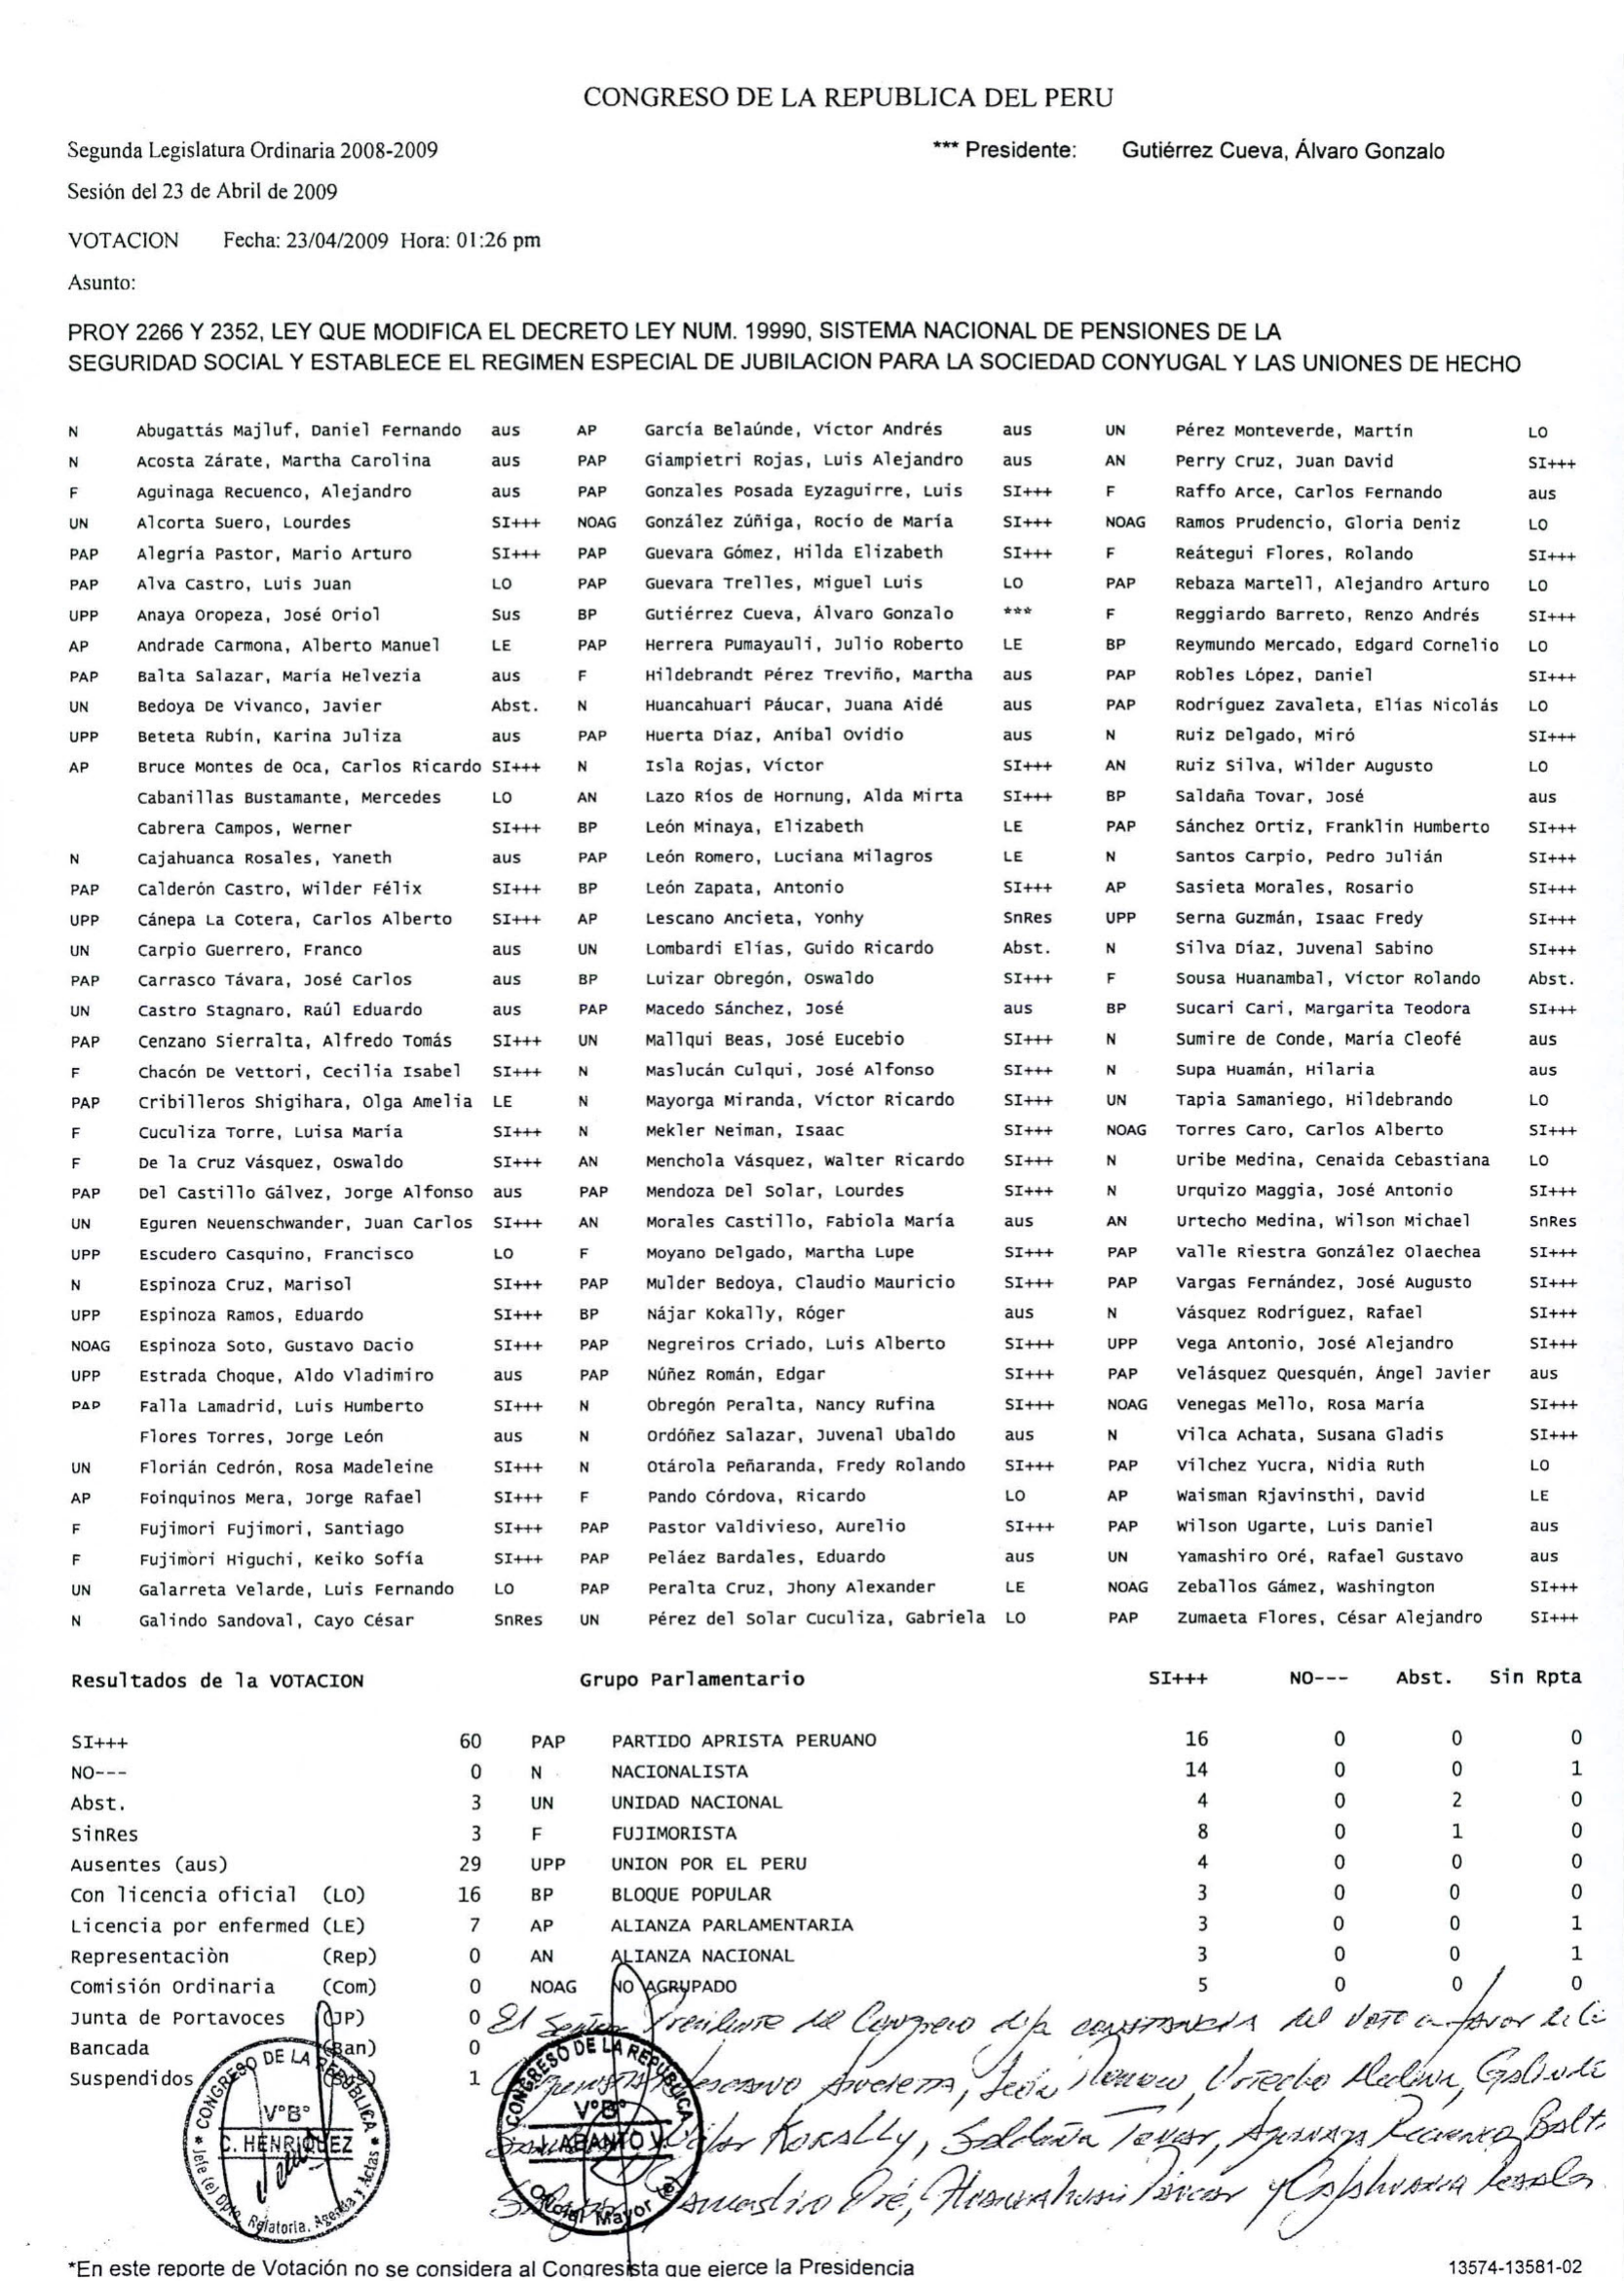 CONGRESO DE LA REPUBLICA DEL PERU
Segunda Legislatura Ordinaria 2008-2009 *** Presidente: Gutiérrez Cueva, Álvaro Gonzalo
Sesión del 23 de Abril de 2009
VOTACION Fecha: 23/04/2009 Hora: 01:26 pm
Asunto:
PROY 2266 Y 2352, LEY QUE MODIFICA EL DECRETO LEY NUM. 19990, SISTEMA NACIONAL DE PENSIONES DE LA
SEGURIDAD SOCIAL Y ESTABLECE EL REGIMEN ESPECIAL DE JUBILACION PARA LA SOCIEDAD CONYUGAL Y LAS UNIONES DE HECHO
N Abugattás Majluf, Daniel Fernando aus AP García Belaúnde, Víctor Andrés aus UN Pérez Monteverde, Martín LO
N Acosta Zárate, Martha Carolina aus PAP Giampietri Rojas, Luis Alejandro aus AN Perry Cruz, Juan David SI+++
F Aguinaga Recuenco, Alejandro aus PAP Gonzales Posada Eyzaguirre, Luis SI+++ F Raffo Arce, Carlos Fernando aus
UN Alcorta Suero, Lourdes SI+++ NOAG González Zúñiga, Rocío de María SI+++ NOAG Ramos Prudencio, Gloria Deniz LO
PAP Alegría Pastor, Mario Arturo SI+++ PAP Guevara Gómez, Hilda Elizabeth SI+++ F Reátegui Flores, Rolando SI+++
PAP Alva Castro, Luis Juan LO PAP Guevara Trelles, Miguel Luis LO PAP Rebaza Martell, Alejandro Arturo LO
UPP Anaya Oropeza, José Oriol Sus BP Gutiérrez Cueva, Álvaro Gonzalo *** F Reggiardo Barreto, Renzo Andrés SI+++
AP Andrade Carmona, Alberto Manuel LE PAP Herrera Pumayauli, Julio Roberto LE BP Reymundo Mercado, Edgard Cornelio LO
PAP Balta Salazar, María Helvezia aus F Hildebrandt Pérez Treviño, Martha aus PAP Robles López, Daniel SI+++
UN Bedoya De Vivanco, Javier Abst. N Huancahuari Páucar, Juana Aidé aus PAP Rodríguez Zavaleta, Elías Nicolás LO
UPP Beteta Rubín, Karina Juliza aus PAP Huerta Díaz, Aníbal Ovidio aus N Ruiz Delgado, Miró SI+++
AP Bruce Montes de Oca, Carlos Ricardo SI+++ N Isla Rojas, Víctor SI+++ AN Ruiz Silva, Wilder Augusto LO
Cabanillas Bustamante, Mercedes LO AN Lazo Ríos de Hornung, Alda Mirta SI+++ BP Saldaña Tovar, José aus
Cabrera Campos, Werner SI+++ BP León Minaya, Elizabeth LE PAP Sánchez Ortiz, Franklin Humberto SI+++
N Cajahuanca Rosales, Yaneth aus PAP León Romero, Luciana Milagros LE N Santos Carpio, Pedro Julián SI+++
PAP Calderón Castro, Wilder Félix SI+++ BP León Zapata, Antonio SI+++ AP Sasieta Morales, Rosario SI+++
UPP Cánepa La Cotera, Carlos Alberto SI+++ AP Lescano Ancieta, Yonhy SnRes UPP Serna Guzmán, Isaac Fredy SI+++
UN Carpio Guerrero, Franco aus UN Lombardi Elías, Guido Ricardo Abst. N Silva Díaz, Juvenal Sabino SI+++
PAP Carrasco Távara, José Carlos aus BP Luizar Obregón, Oswaldo SI+++ F Sousa Huanambal, Víctor Rolando Abst.
UN Castro Stagnaro, Raúl Eduardo aus PAP Macedo Sánchez, José aus BP Sucari Cari, Margarita Teodora SI+++
PAP Cenzano Sierralta, Alfredo Tomás SI+++ UN Mallqui Beas, José Eucebio SI+++ N Sumire de Conde, María Cleofé aus
F Chacón De Vettori, Cecilia Isabel SI+++ N Maslucán Culqui, José Alfonso SI+++ N Supa Huamán, Hilaria aus
PAP Cribilleros Shigihara, Olga Amelia LE N Mayorga Miranda, Víctor Ricardo SI+++ UN Tapia Samaniego, Hildebrando LO
F Cuculiza Torre, Luisa María SI+++ N Mekler Neiman, Isaac SI+++ NOAG Torres Caro, Carlos Alberto SI+++
F De la Cruz Vásquez, Oswaldo SI+++ AN Menchola Vásquez, Walter Ricardo SI+++ N Uribe Medina, Cenaida Cebastiana LO
PAP Del Castillo Gálvez, Jorge Alfonso aus PAP Mendoza Del Solar, Lourdes SI+++ N Urquizo Maggia, José Antonio SI+++
UN Eguren Neuenschwander, Juan Carlos SI+++ AN Morales Castillo, Fabiola María aus AN Urtecho Medina, Wilson Michael SnRes
UPP Escudero Casquino, Francisco LO F Moyano Delgado, Martha Lupe SI+++ PAP Valle Riestra González Olaechea SI+++
N Espinoza Cruz, Marisol SI+++ PAP Mulder Bedoya, Claudio Mauricio SI+++ PAP Vargas Fernández, José Augusto SI+++
UPP Espinoza Ramos, Eduardo SI+++ BP Nájar Kokally, Róger aus N Vásquez Rodríguez, Rafael SI+++
NOAG Espinoza Soto, Gustavo Dacio SI+++ PAP Negreiros Criado, Luis Alberto SI+++ UPP Vega Antonio, José Alejandro SI+++
UPP Estrada Choque, Aldo Vladimiro aus PAP Núñez Román, Edgar SI+++ PAP Velásquez Quesquén, Ángel Javier aus
PAP Falla Lamadrid, Luis Humberto SI+++ N Obregón Peralta, Nancy Rufina SI+++ NOAG Venegas Mello, Rosa María SI+++
Flores Torres, Jorge León aus N Ordóñez Salazar, Juvenal Ubaldo aus N Vilca Achata, Susana Gladis SI+++
UN Florián Cedrón, Rosa Madeleine SI+++ N Otárola Peñaranda, Fredy Rolando SI+++ PAP Vilchez Yucra, Nidia Ruth LO
AP Foinquinos Mera, Jorge Rafael SI+++ F Pando Córdova, Ricardo LO AP Waisman Rjavinsthi, David LE
F Fujimori Fujimori, Santiago SI+++ PAP Pastor Valdivieso, Aurelio SI+++ PAP Wilson Ugarte, Luis Daniel aus
F Fujimori Higuchi, Keiko Sofía SI+++ PAP Peláez Bardales, Eduardo aus UN Yamashiro Oré, Rafael Gustavo aus
UN Galarreta Velarde, Luis Fernando LO PAP Peralta Cruz, Jhony Alexander LE NOAG Zeballos Gámez, Washington SI+++
N Galindo Sandoval, Cayo César SnRes UN Pérez del Solar Cuculiza, Gabriela LO PAP Zumaeta Flores, César Alejandro SI+++
Resultados de la VOTACION Grupo Parlamentario SI+++ NO--- Abst. Sin Rpta
SI+++ 60 PAP PARTIDO APRISTA PERUANO 16 0 0 0
NO--- 0 N NACIONALISTA 14 0 0 1
Abst. 3 UN UNIDAD NACIONAL 4 0 2 0
SinRes 3 F FUJIMORISTA 8 0 1 0
Ausentes (aus) 29 UPP UNION POR EL PERU 4 0 0 0
Con licencia oficial (LO) 16 BP BLOQUE POPULAR 3 0 0 0
Licencia por enfermed (LE) 7 AP ALIANZA PARLAMENTARIA 3 0 0 1
Representaciòn (Rep) 0 AN ALIANZA NACIONAL 3 0 0 1
Comisión Ordinaria (Com) 0 NOAG NO AGRUPADO 5 0 0 0
Junta de Portavoces (JP) 0
Bancada (Ban) 0
Suspendidos 1
El Señor Presidente del Congreso deja constancia del voto a favor de
Lescano Ancieta, León Romero, Urtecho Medina, Galindo
Kokally, Saldaña Tovar, Aguinaga Recuenco, Balt
Yamashiro Oré, Huancahuari Páucar y Cajahuanca Rosales
* CONGRESO DE LA REPUBLICA *
V°B°
C. HENRIQUEZ
Jefe (e) Dpto. Relatoria, Agenda y Actas
CONGRESO DE LA REPUBLICA
V°B°
J. ABANTO V.
Oficial Mayor (e)
*En este reporte de Votación no se considera al Congresista que ejerce la Presidencia 13574-13581-02